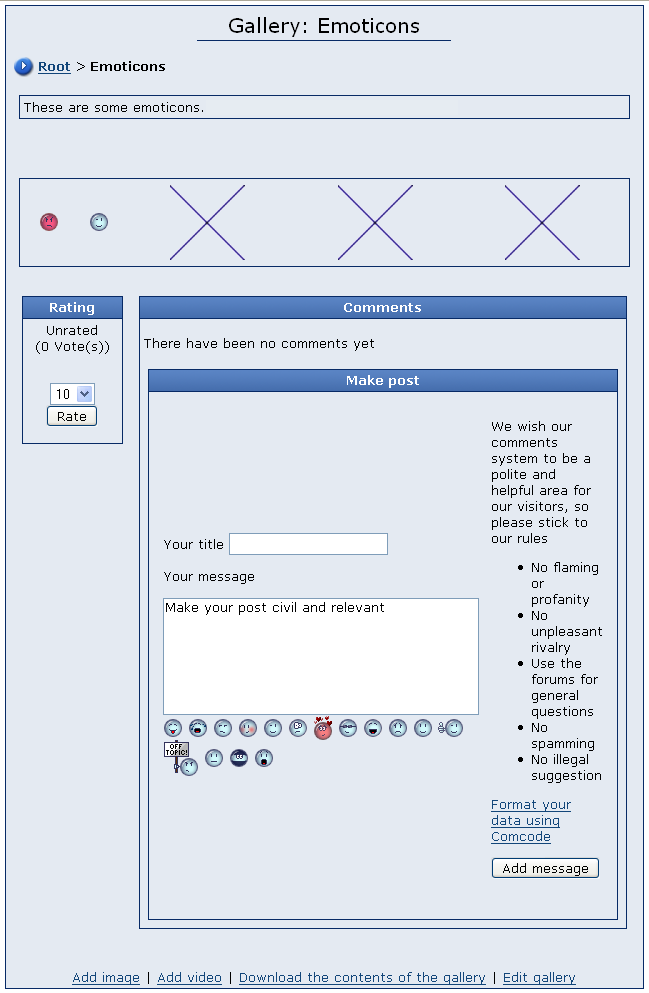 Gallery: Emoticons
Root > Emoticons
These are some emoticons.
Rating
Unrated
(0 Vote(s))
10
Rate
Comments
There have been no comments yet
Make post
Your title
Your message
Make your post civil and relevant
OFF
TOPIC!
We wish our
comments
system to be a
polite and
helpful area for
our visitors, so
please stick to
our rules
• No flaming
or
profanity
• No
unpleasant
rivalry
• Use the
forums for
general
questions
• No
spamming
• No illegal
suggestion
Format your
data using
Comcode
Add message
Add image | Add video | Download the contents of the gallery | Edit gallery